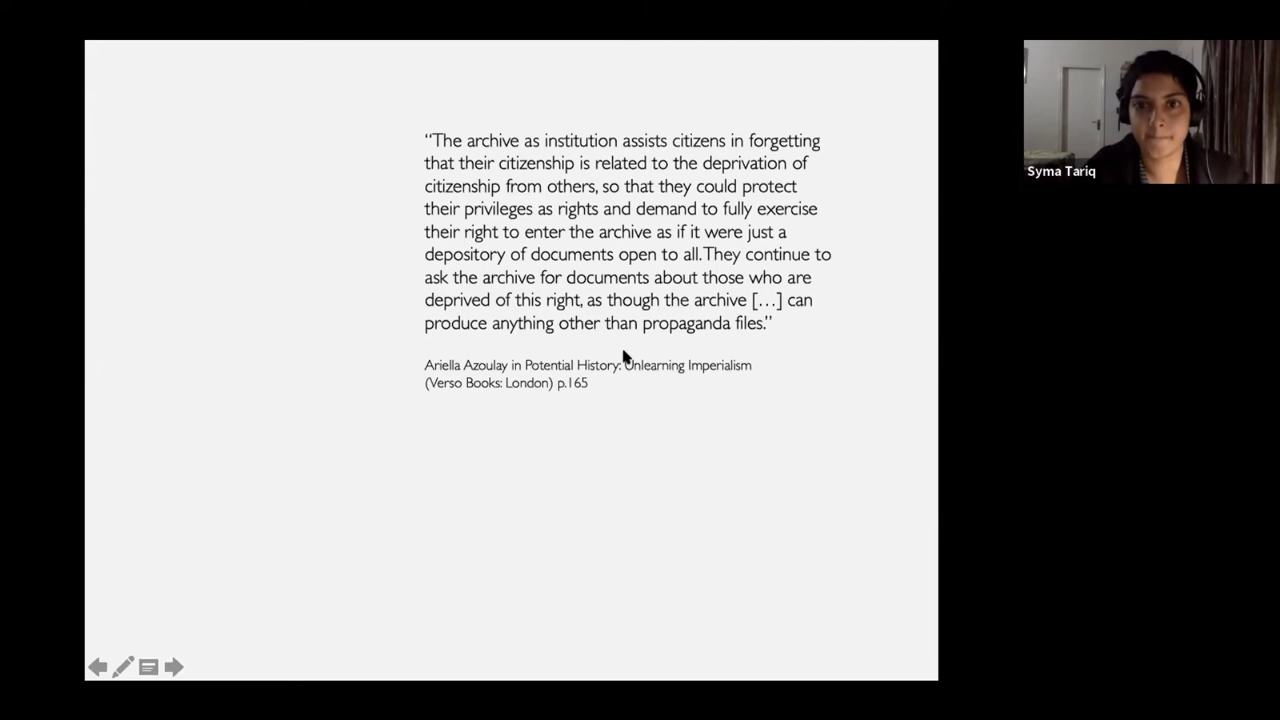 “The archive as institution assists citizens in forgetting
that their citizenship is related to the deprivation of
citizenship from others, so that they could protect
their privileges as rights and demand to fully exercise
their right to enter the archive as if it were just a
depository of documents open to all. They continue to
ask the archive for documents about those who are
deprived of this right, as though the archive […] can
produce anything other than propaganda files.”
Ariella Azoulay in Potential History: Unlearning Imperialism
(Verso Books: London) p.165
Syma Tariq